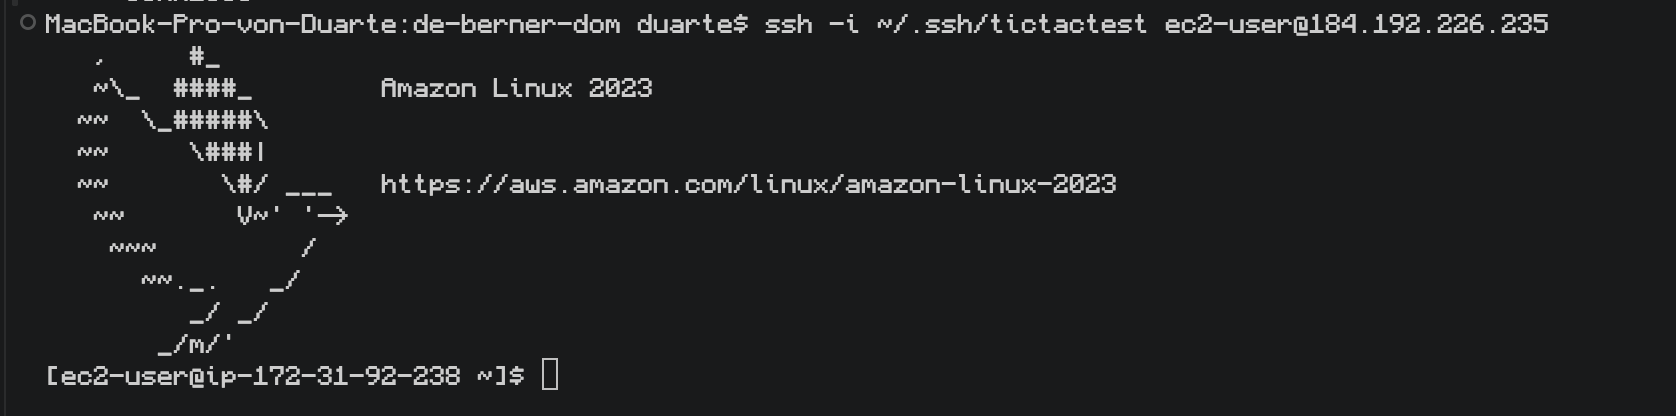 MacBook-Pro-von-Duarte:de-berner-dom duarte$ ssh -i ~/.ssh/tictactest ec2-user@184.192.226.235
   ,     #_
   ~\_  ####_        Amazon Linux 2023
  ~~  \_#####\
  ~~     \###|
  ~~       \#/ ___   https://aws.amazon.com/linux/amazon-linux-2023
   ~~       V~' '->
    ~~~         /
      ~~._.   _/
         _/ _/
       _/m/'
[ec2-user@ip-172-31-92-238 ~]$